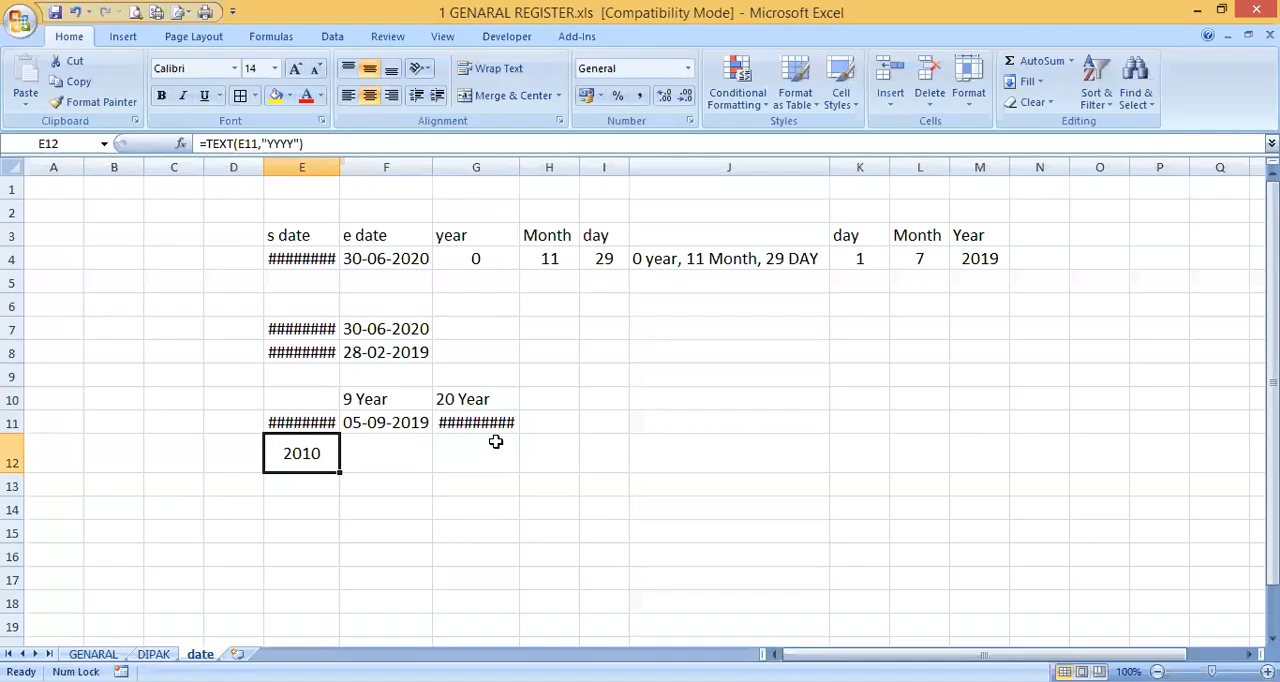 1 GENARAL REGISTER.xls [Compatibility Mode] - Microsoft Excel
Home Insert Page Layout Formulas Data Review View Developer Add-Ins
Paste Cut Copy Format Painter Clipboard
Calibri 14 A A B I U A Font
Wrap Text Merge & Center Alignment
General % , .0 .00 .00 .0 Number
Conditional Formatting Format as Table Cell Styles Styles
Insert Delete Format Cells
Σ AutoSum Fill Clear Sort & Filter Find & Select Editing
E12 fx =TEXT(E11,"YYYY")
A B C D E F G H I J K L M N O P Q
1
2
3 s date e date year Month day day Month Year
4 ######## 30-06-2020 0 11 29 0 year, 11 Month, 29 DAY 1 7 2019
5
6
7 ######## 30-06-2020
8 ######## 28-02-2019
9
10 9 Year 20 Year
11 ######## 05-09-2019 #########
12 2010
13
14
15
16
17
18
19
GENARAL DIPAK date
Ready Num Lock 100%